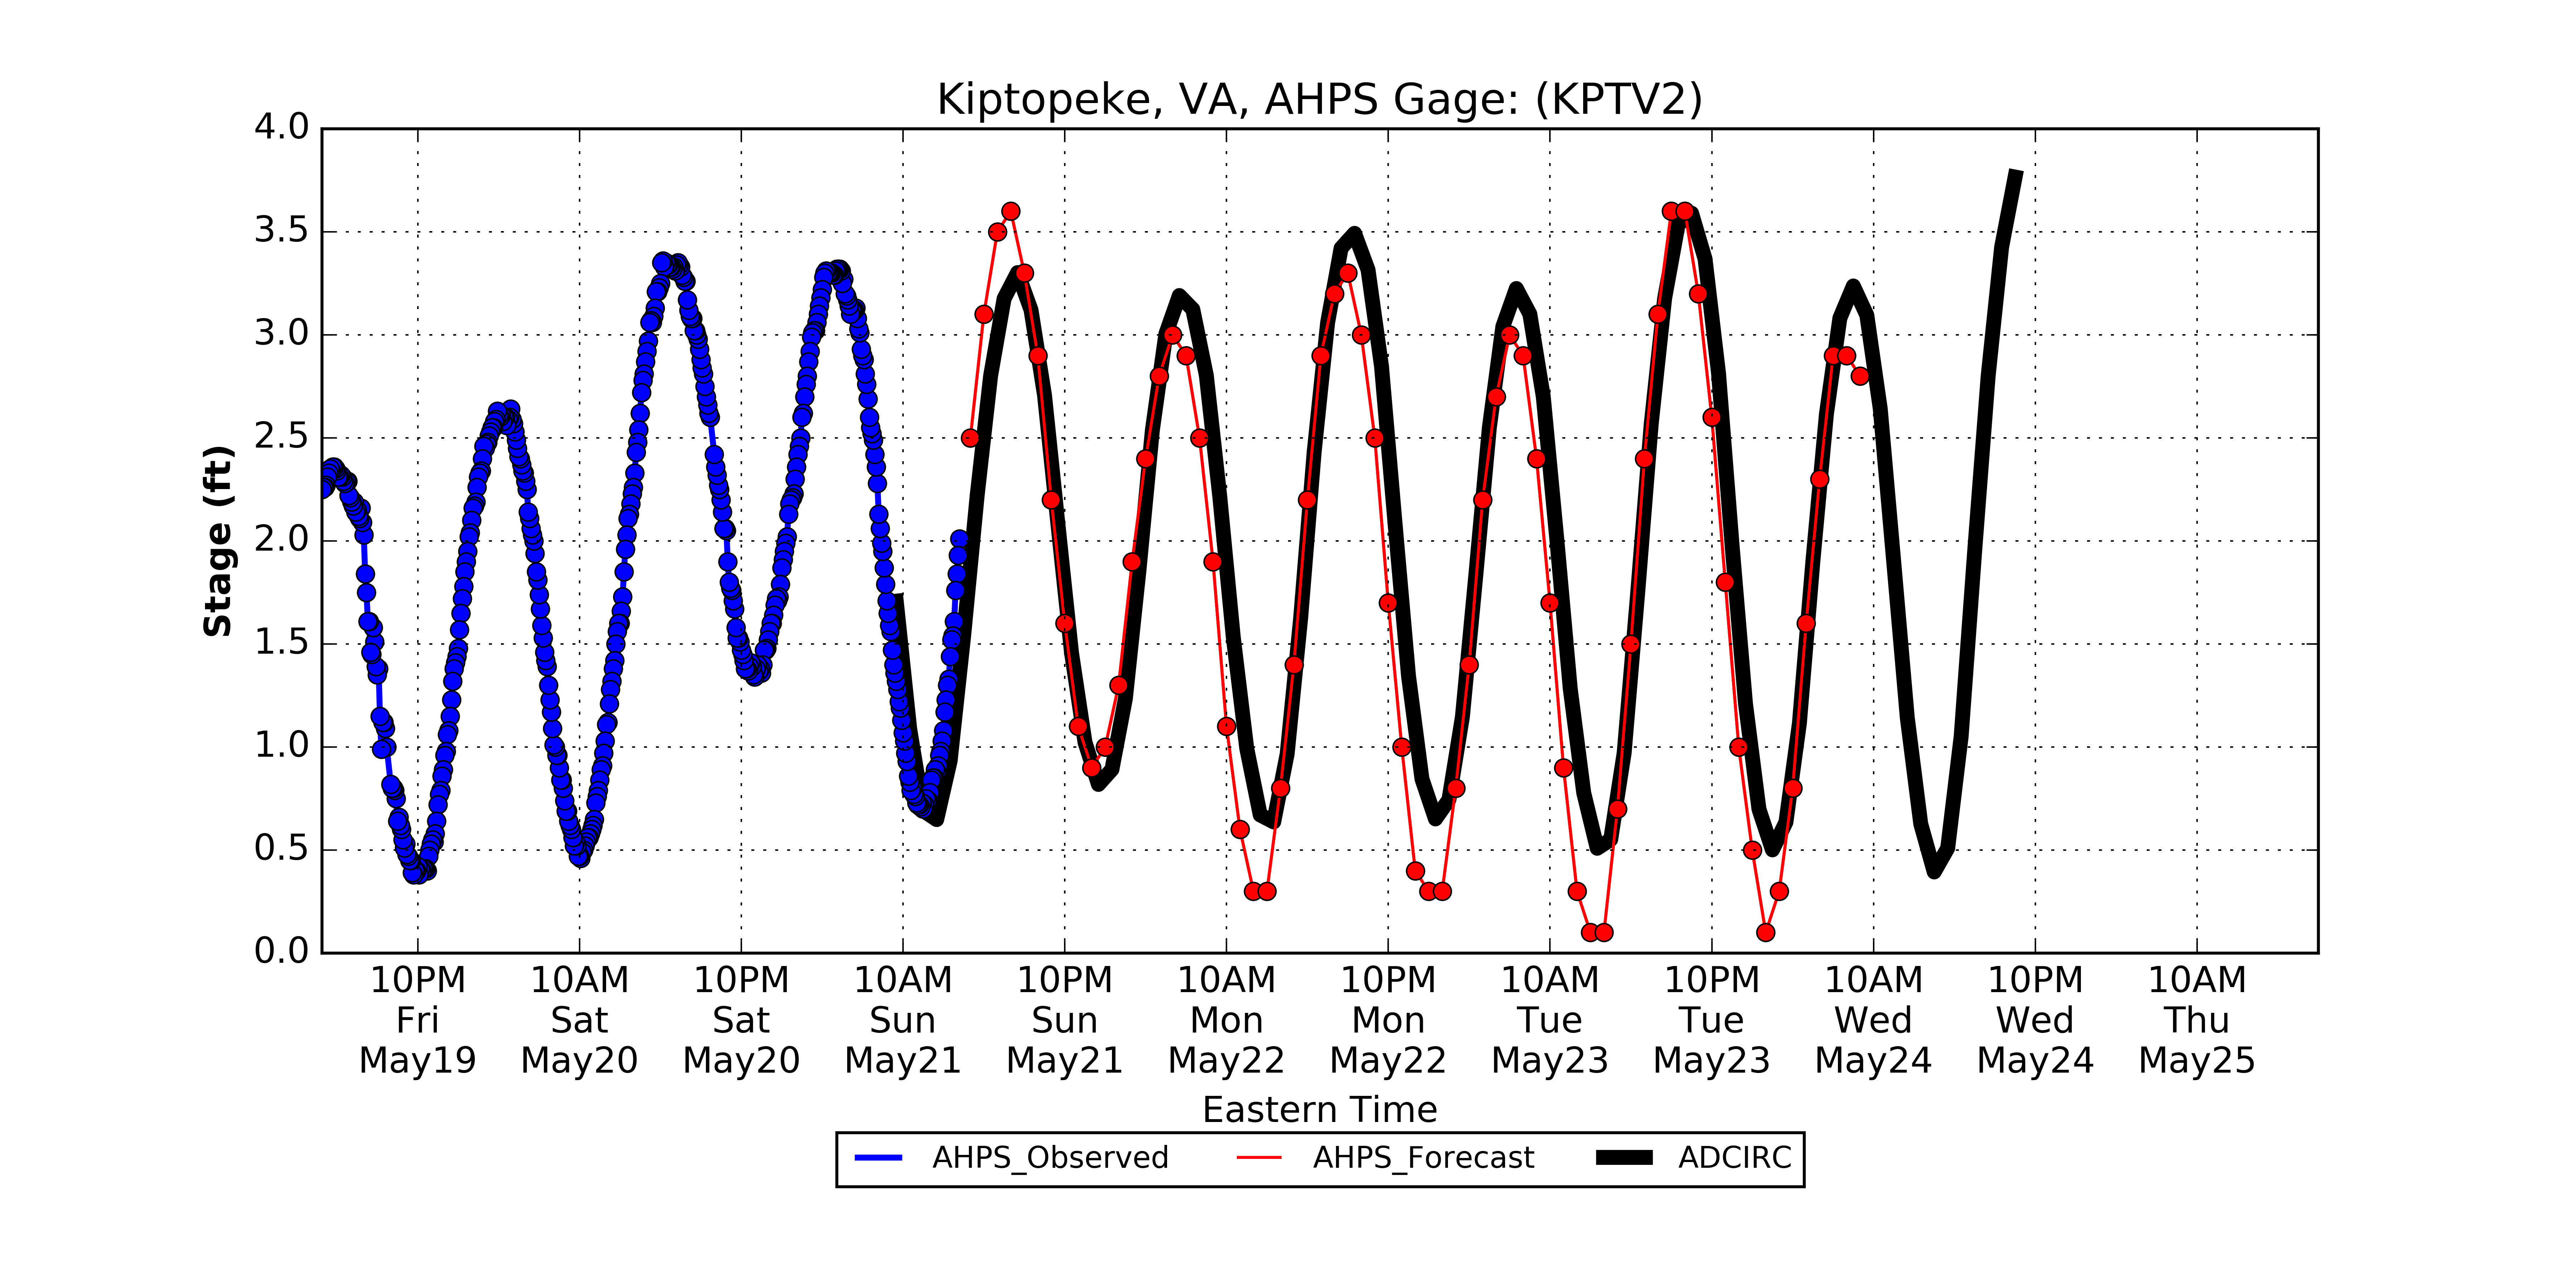 Kiptopeke, VA, AHPS Gage: (KPTV2)
4.0
3.5
3.0
2.5
2.0
1.5
1.0
0.5
0.0
Stage (ft)
10PM 10AM 10PM 10AM 10PM 10AM 10PM 10AM 10PM 10AM 10PM 10AM
Fri Sat Sat Sun Sun Mon Mon Tue Tue Wed Wed Thu
May19 May20 May20 May21 May21 May22 May22 May23 May23 May24 May24 May25
Eastern Time
AHPS_Observed AHPS_Forecast ADCIRC